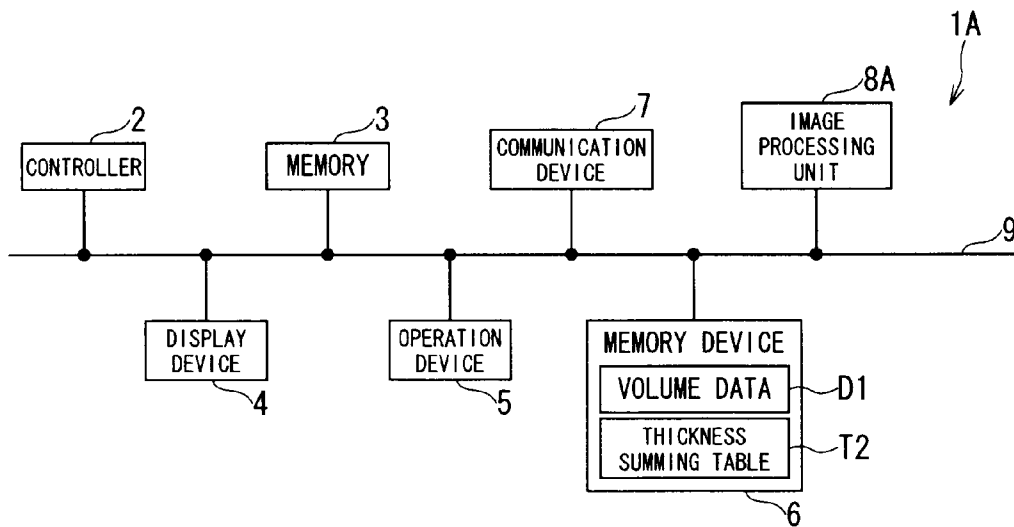 1A
2
CONTROLLER
3
MEMORY
7
COMMUNICATION
DEVICE
8A
IMAGE
PROCESSING
UNIT
9
DISPLAY
DEVICE
4
OPERATION
DEVICE
5
MEMORY DEVICE
VOLUME DATA
D1
THICKNESS
SUMMING TABLE
T2
6